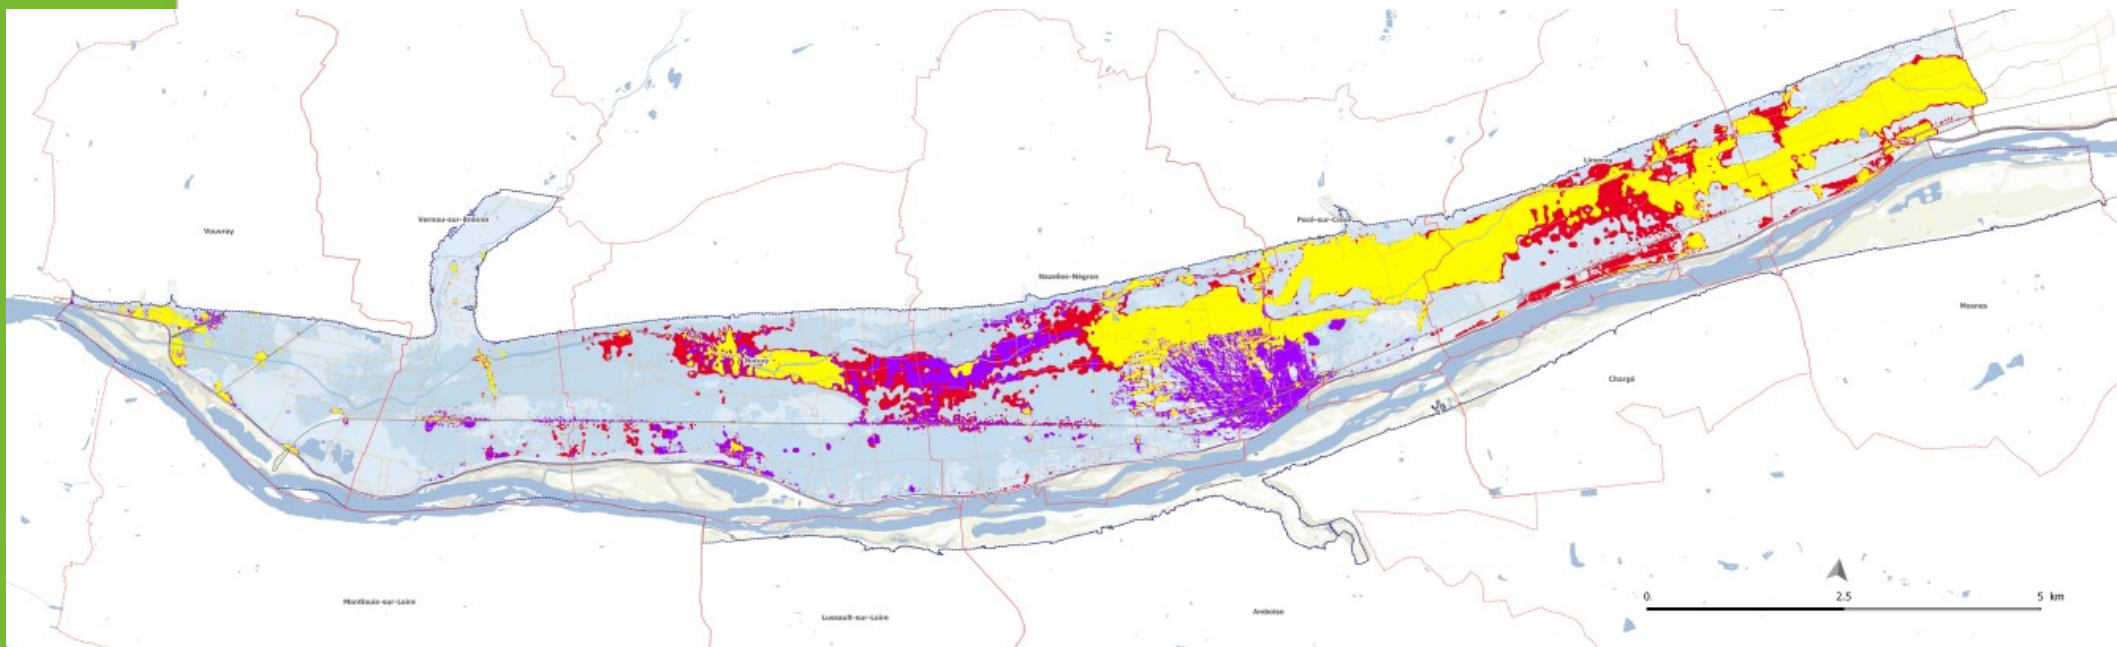 Limeray
Vernou-sur-Brenne
Pocé-sur-Cisse
Vouvray
Nazelles-Négron
Mosnes
Noizay
Chargé
0 2.5 5 km
Montlouis-sur-Loire
Lussault-sur-Loire
Amboise